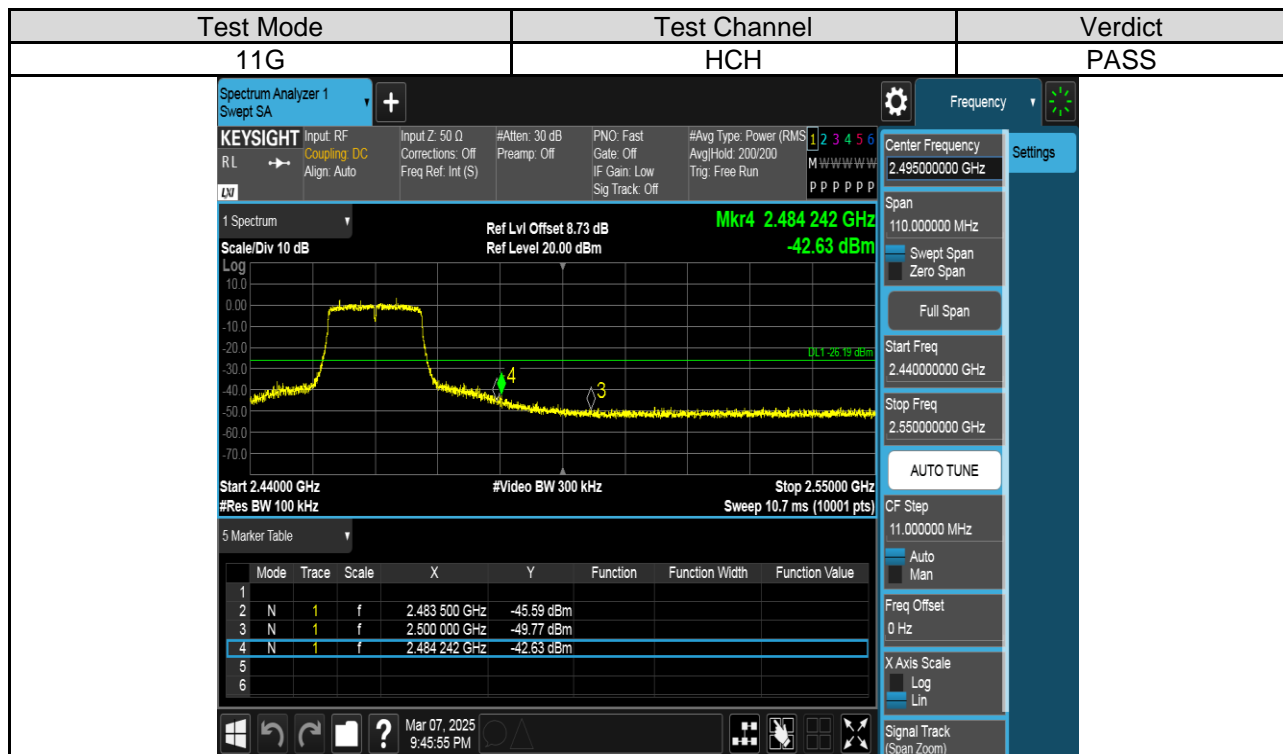 Test Mode Test Channel Verdict
11G HCH PASS
Spectrum Analyzer 1
Swept SA
+
Frequency
KEYSIGHT Input: RF Input Z: 50 Ω #Atten: 30 dB PNO: Fast #Avg Type: Power (RMS 1 2 3 4 5 6
RL Coupling: DC Corrections: Off Preamp: Off Gate: Off Avg|Hold: 200/200 M W W W W W
Align: Auto Freq Ref: Int (S) IF Gain: Low Trig: Free Run
LXI Sig Track: Off P P P P P P
Center Frequency
2.495000000 GHz
Settings
Span
110.000000 MHz
Swept Span
Zero Span
Full Span
Start Freq
2.440000000 GHz
Stop Freq
2.550000000 GHz
AUTO TUNE
CF Step
11.000000 MHz
Auto
Man
Freq Offset
0 Hz
X Axis Scale
Log
Lin
Signal Track
(Span Zoom)
1 Spectrum
Ref Lvl Offset 8.73 dB Mkr4 2.484 242 GHz
Scale/Div 10 dB Ref Level 20.00 dBm -42.63 dBm
Log
10.0
0.00
-10.0
-20.0
DL1 -26.19 dBm
-30.0
4
-40.0
3
-50.0
-60.0
-70.0
Start 2.44000 GHz #Video BW 300 kHz Stop 2.55000 GHz
#Res BW 100 kHz Sweep 10.7 ms (10001 pts)
5 Marker Table
Mode Trace Scale X Y Function Function Width Function Value
1
2 N 1 f 2.483 500 GHz -45.59 dBm
3 N 1 f 2.500 000 GHz -49.77 dBm
4 N 1 f 2.484 242 GHz -42.63 dBm
5
6
? Mar 07, 2025
9:45:55 PM